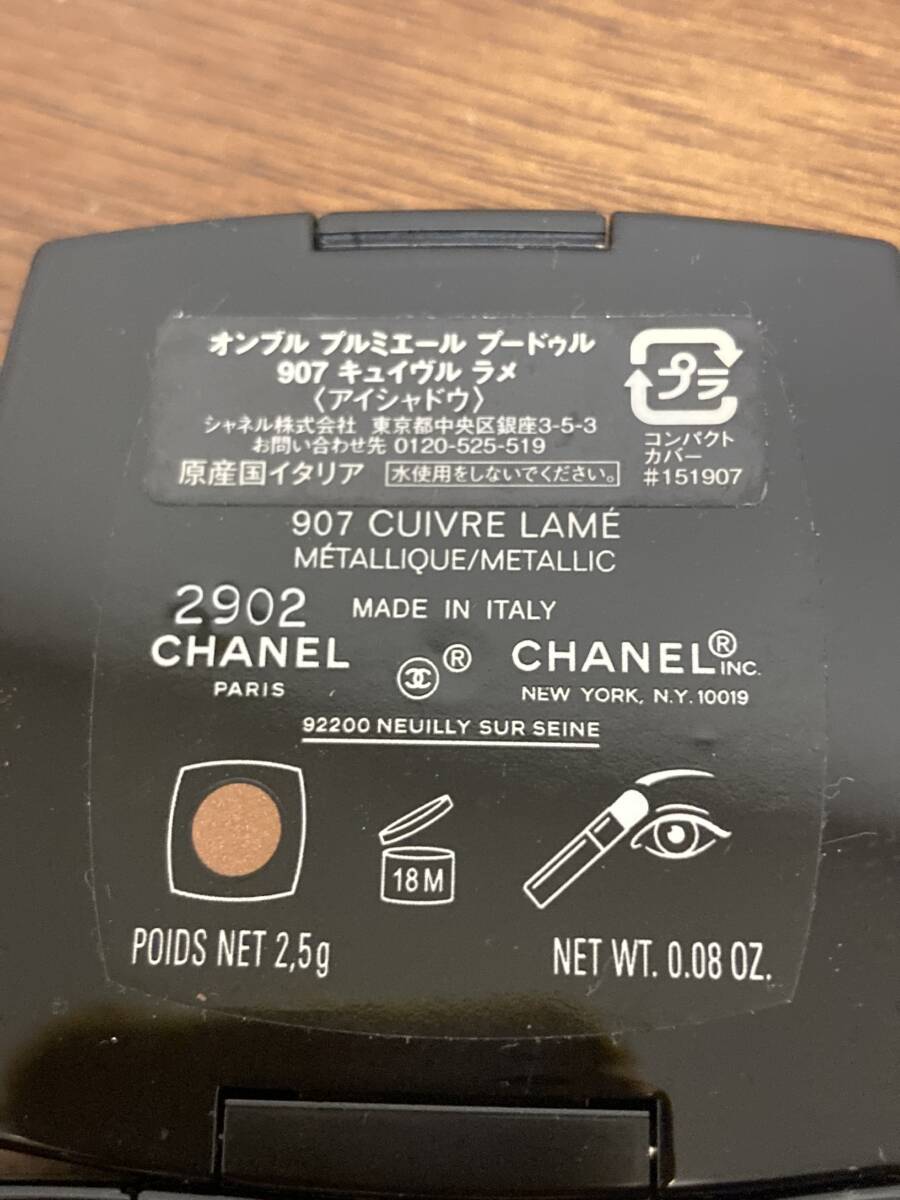 オンブル プルミエール プードゥル
907 キュイヴル ラメ
〈アイシャドウ〉
シャネル株式会社 東京都中央区銀座3-5-3
お問い合わせ先 0120-525-519
原産国イタリア 水使用をしないでください。
プラ
コンパクト
カバー
#151907
907 CUIVRE LAMÉ
MÉTALLIQUE/METALLIC
2902 MADE IN ITALY
CHANEL ® CHANEL® INC.
PARIS NEW YORK, N.Y. 10019
92200 NEUILLY SUR SEINE
18 M
POIDS NET 2,5g NET WT. 0.08 OZ.